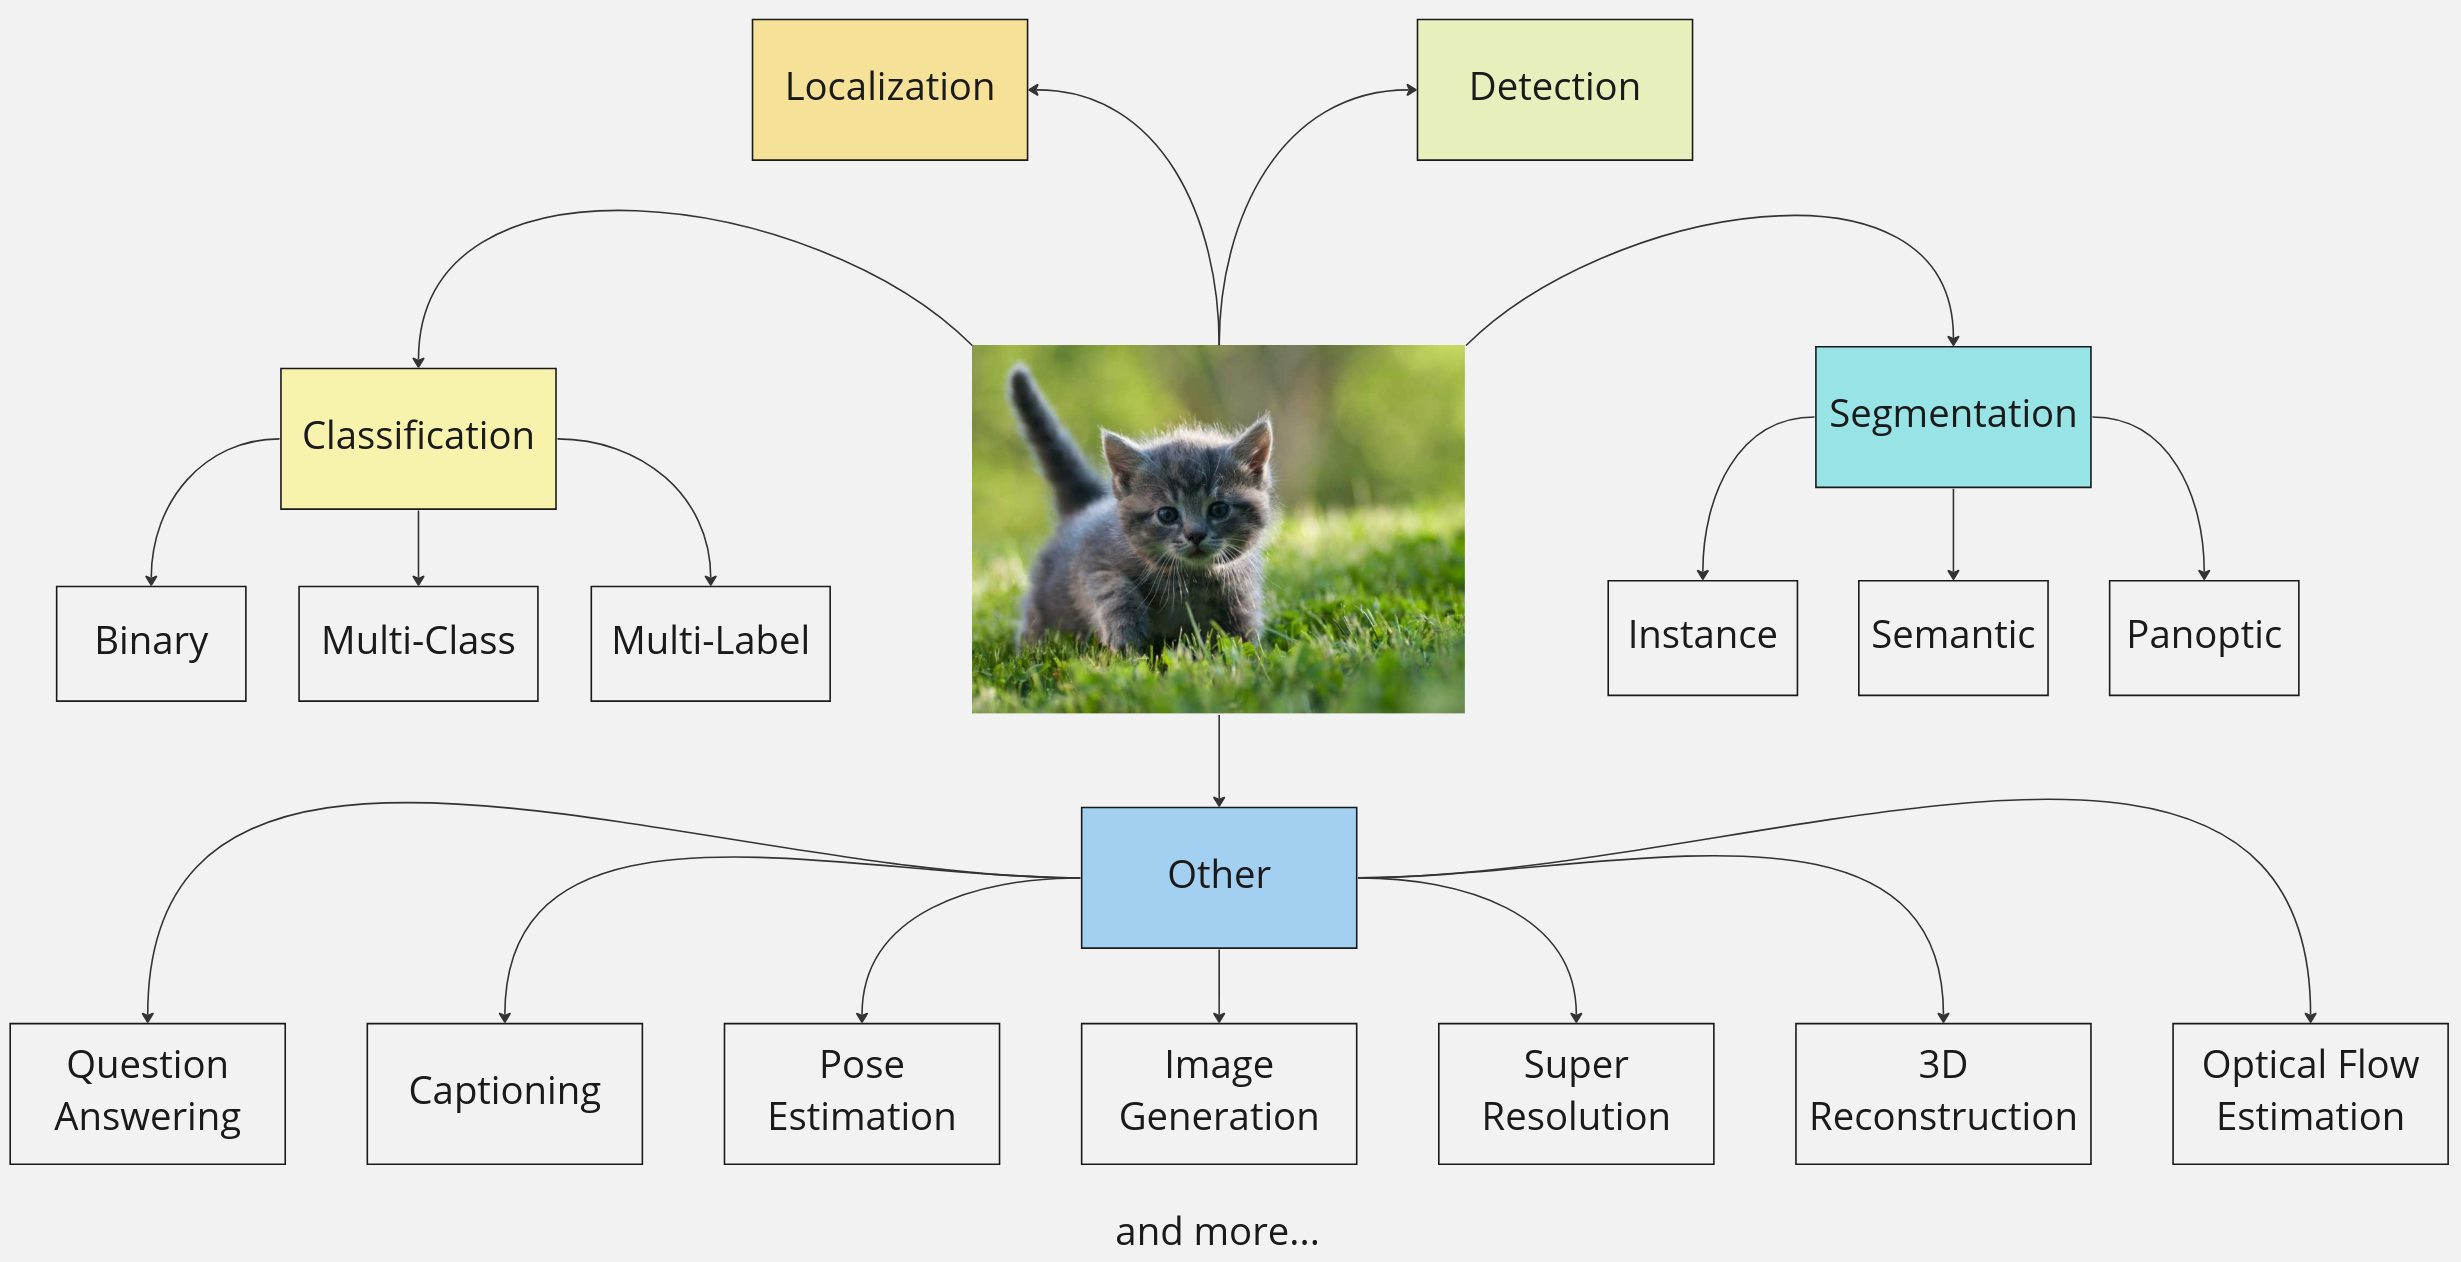 Localization
Detection
Classification
Segmentation
Binary
Multi-Class
Multi-Label
Instance
Semantic
Panoptic
Other
Question
Answering
Captioning
Pose
Estimation
Image
Generation
Super
Resolution
3D
Reconstruction
Optical Flow
Estimation
and more...